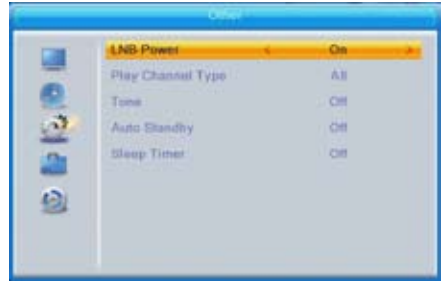 Other
LNB Power < On >
Play Channel Type All
Tone Off
Auto Standby Off
Sleep Timer Off